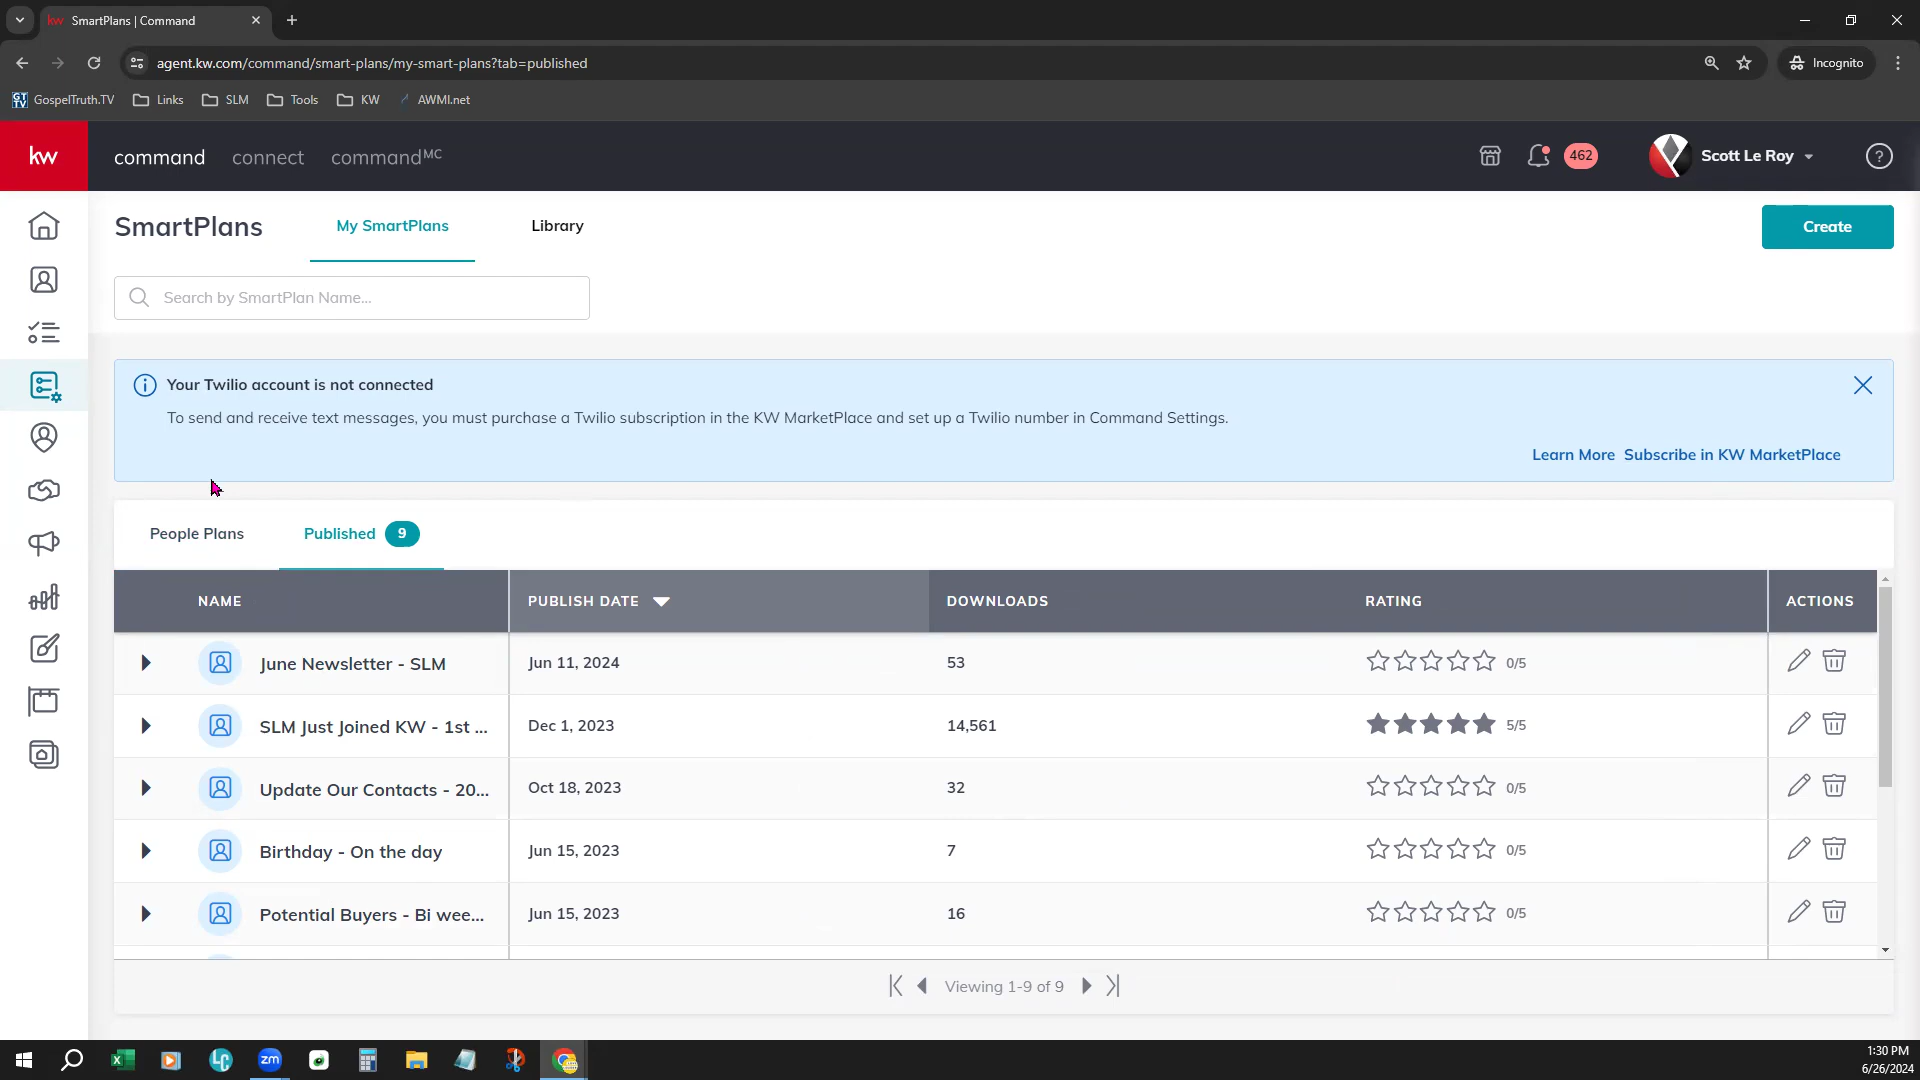 kw SmartPlans | Command
agent.kw.com/command/smart-plans/my-smart-plans?tab=published
Incognito
GT TV GospelTruth.TV Links SLM Tools KW AWMI.net
kw command connect commandMC 462 Scott Le Roy ?
SmartPlans My SmartPlans Library Create
Search by SmartPlan Name...
Your Twilio account is not connected
To send and receive text messages, you must purchase a Twilio subscription in the KW MarketPlace and set up a Twilio number in Command Settings.
Learn More Subscribe in KW MarketPlace
People Plans Published 9
NAME PUBLISH DATE DOWNLOADS RATING ACTIONS
June Newsletter - SLM Jun 11, 2024 53 0/5
SLM Just Joined KW - 1st ... Dec 1, 2023 14,561 5/5
Update Our Contacts - 20... Oct 18, 2023 32 0/5
Birthday - On the day Jun 15, 2023 7 0/5
Potential Buyers - Bi wee... Jun 15, 2023 16 0/5
Viewing 1-9 of 9
LC zm
1:30 PM
6/26/2024